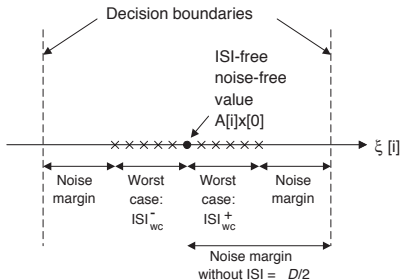 Decision boundaries
ISI-free
noise-free
value
A[i]x[0]
ξ [i]
Noise
margin
Worst
case:
ISI⁻wc
Worst
case:
ISI⁺wc
Noise
margin
Noise margin
without ISI = D/2